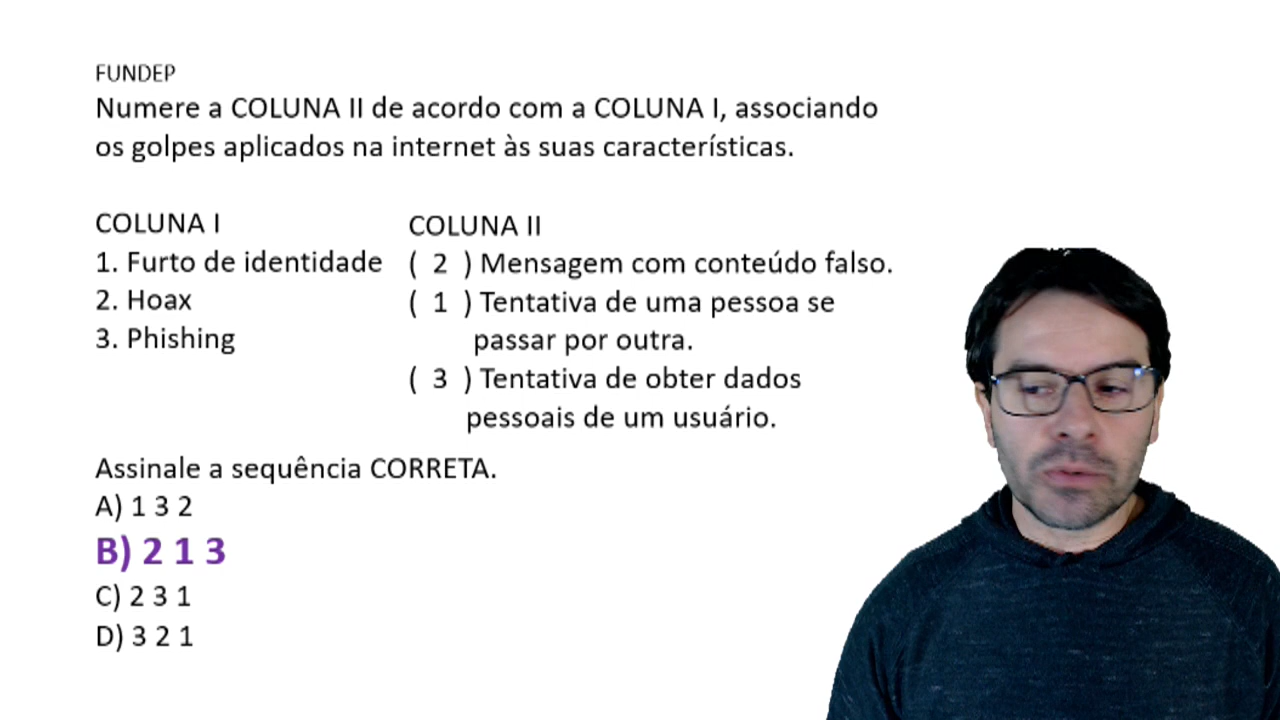 FUNDEP
Numere a COLUNA II de acordo com a COLUNA I, associando
os golpes aplicados na internet às suas características.
COLUNA I
1. Furto de identidade
2. Hoax
3. Phishing
COLUNA II
( 2 ) Mensagem com conteúdo falso.
( 1 ) Tentativa de uma pessoa se
passar por outra.
( 3 ) Tentativa de obter dados
pessoais de um usuário.
Assinale a sequência CORRETA.
A) 1 3 2
B) 2 1 3
C) 2 3 1
D) 3 2 1